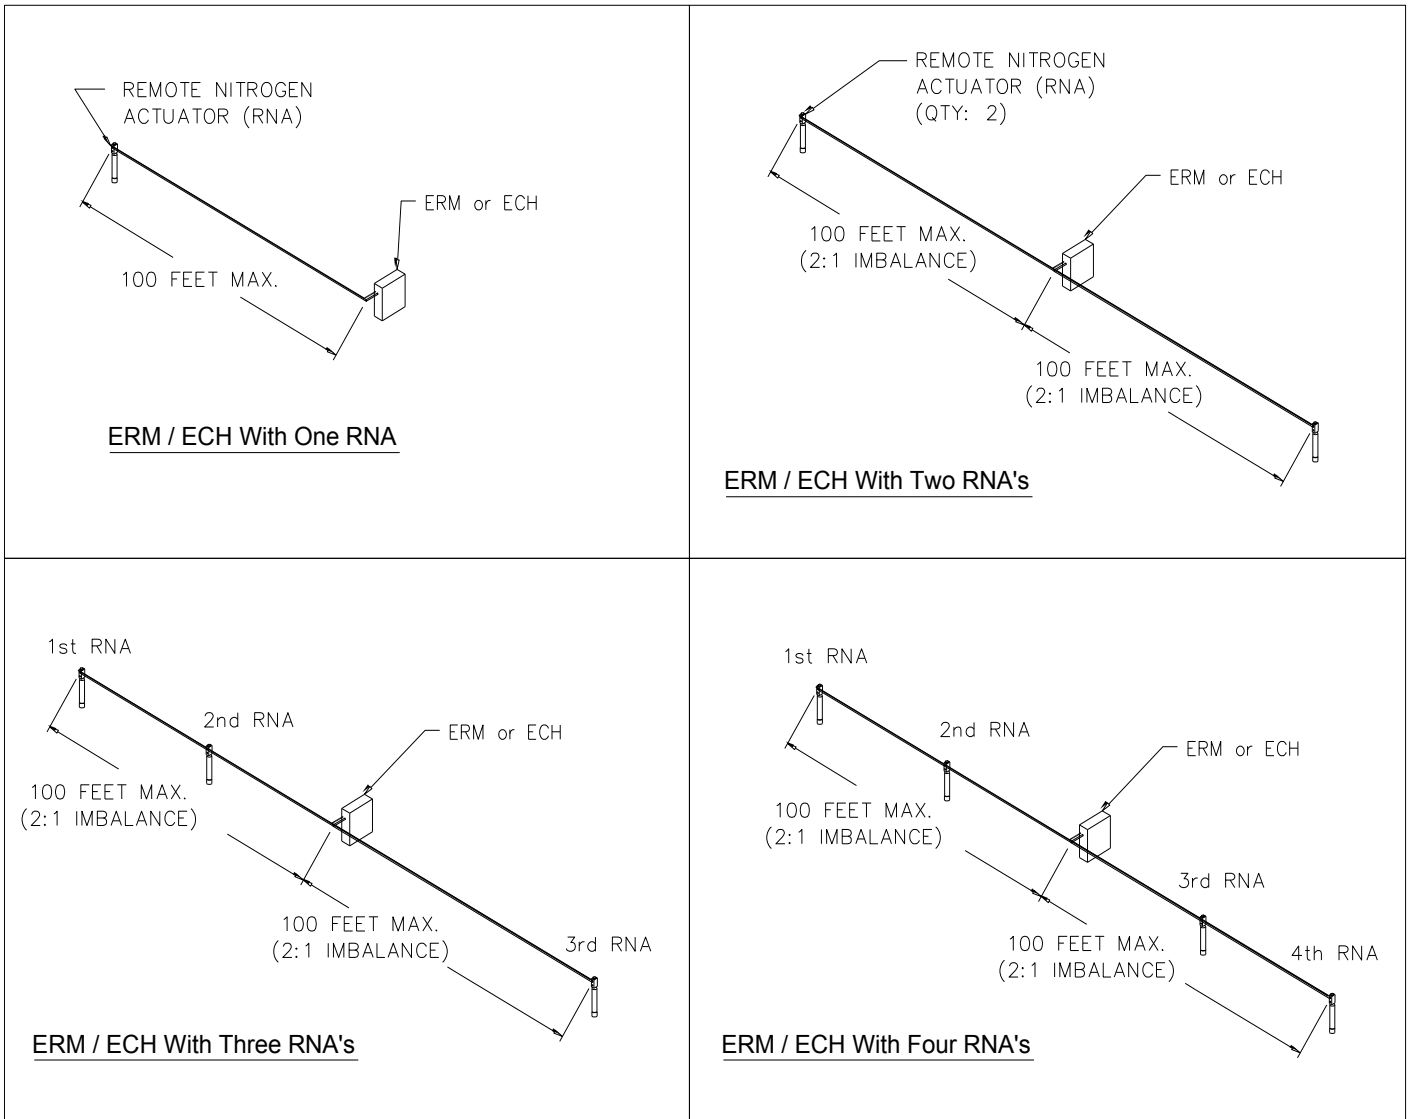 REMOTE NITROGEN
ACTUATOR (RNA)
ERM or ECH
100 FEET MAX.
ERM / ECH With One RNA
REMOTE NITROGEN
ACTUATOR (RNA)
(QTY: 2)
ERM or ECH
100 FEET MAX.
(2:1 IMBALANCE)
100 FEET MAX.
(2:1 IMBALANCE)
ERM / ECH With Two RNA's
1st RNA
2nd RNA
ERM or ECH
100 FEET MAX.
(2:1 IMBALANCE)
100 FEET MAX.
(2:1 IMBALANCE)
3rd RNA
ERM / ECH With Three RNA's
1st RNA
2nd RNA
ERM or ECH
100 FEET MAX.
(2:1 IMBALANCE)
3rd RNA
100 FEET MAX.
(2:1 IMBALANCE)
4th RNA
ERM / ECH With Four RNA's